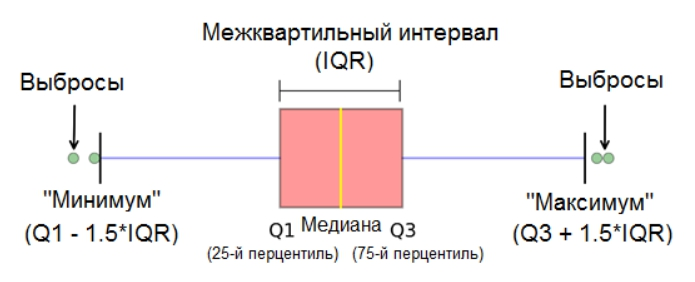 Межквартильный интервал
(IQR)
Выбросы
Выбросы
"Минимум"
(Q1 - 1.5*IQR)
Q1 Медиана Q3
(25-й перцентиль) (75-й перцентиль)
"Максимум"
(Q3 + 1.5*IQR)